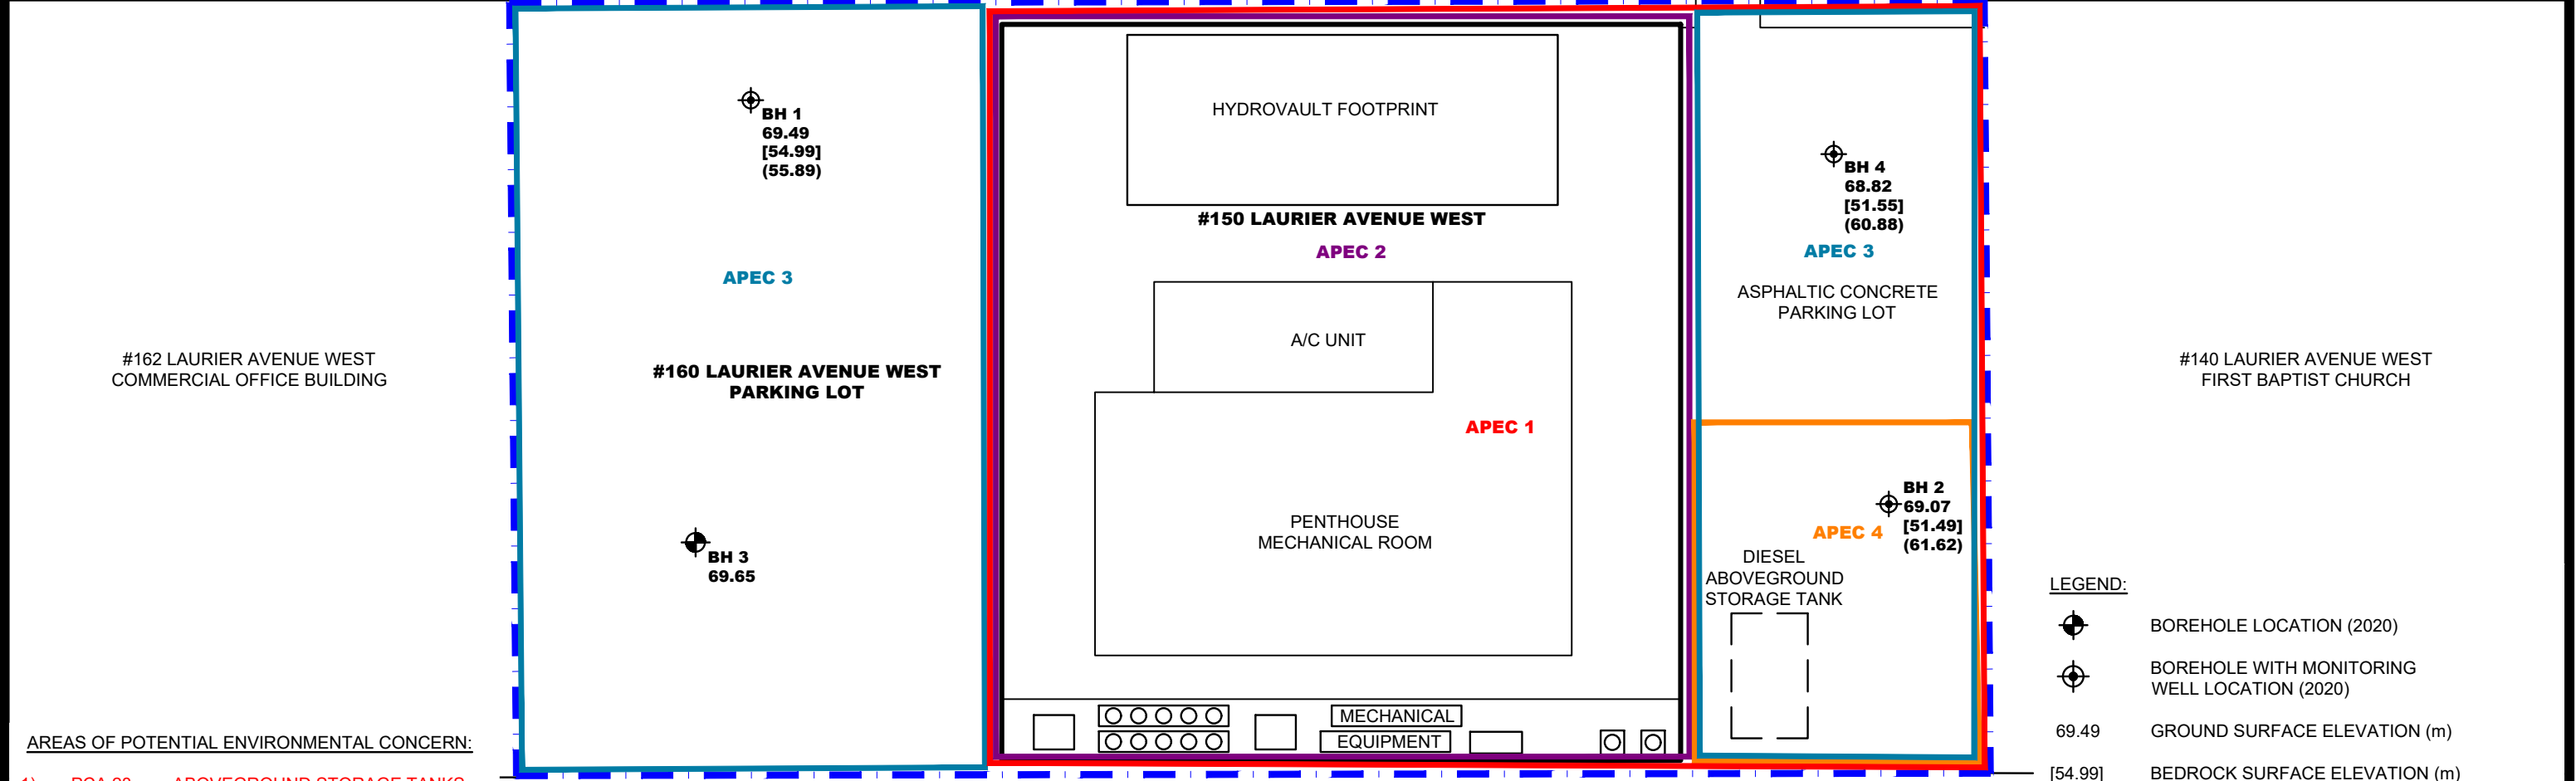 BH 1
69.49
[54.99]
(55.89)
APEC 3
#160 LAURIER AVENUE WEST
PARKING LOT
BH 3
69.65
#162 LAURIER AVENUE WEST
COMMERCIAL OFFICE BUILDING
HYDROVAULT FOOTPRINT
#150 LAURIER AVENUE WEST
APEC 2
A/C UNIT
APEC 1
PENTHOUSE
MECHANICAL ROOM
MECHANICAL
EQUIPMENT
BH 4
68.82
[51.55]
(60.88)
APEC 3
ASPHALTIC CONCRETE
PARKING LOT
BH 2
69.07
[51.49]
(61.62)
APEC 4
DIESEL
ABOVEGROUND
STORAGE TANK
#140 LAURIER AVENUE WEST
FIRST BAPTIST CHURCH
LEGEND:
BOREHOLE LOCATION (2020)
BOREHOLE WITH MONITORING
WELL LOCATION (2020)
69.49 GROUND SURFACE ELEVATION (m)
[54.99] BEDROCK SURFACE ELEVATION (m)
AREAS OF POTENTIAL ENVIRONMENTAL CONCERN:
1) ABOVEGROUND STORAGE TANKS